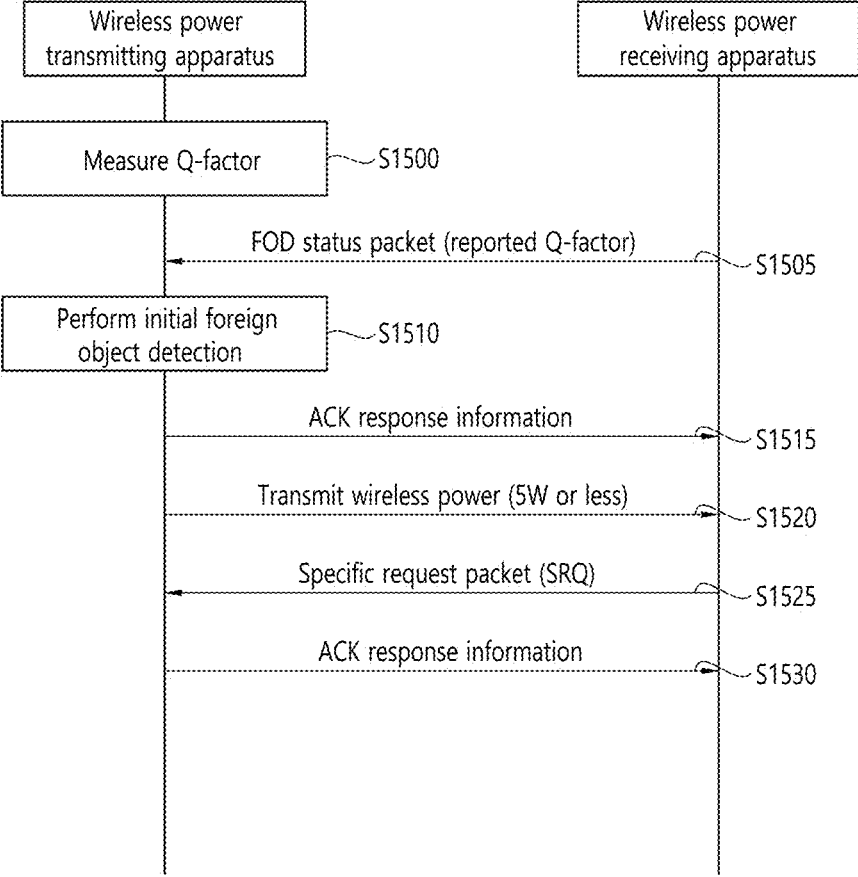 Wireless power
transmitting apparatus
Wireless power
receiving apparatus
Measure Q-factor
S1500
FOD status packet (reported Q-factor)
S1505
Perform initial foreign
object detection
S1510
ACK response information
S1515
Transmit wireless power (5W or less)
S1520
Specific request packet (SRQ)
S1525
ACK response information
S1530